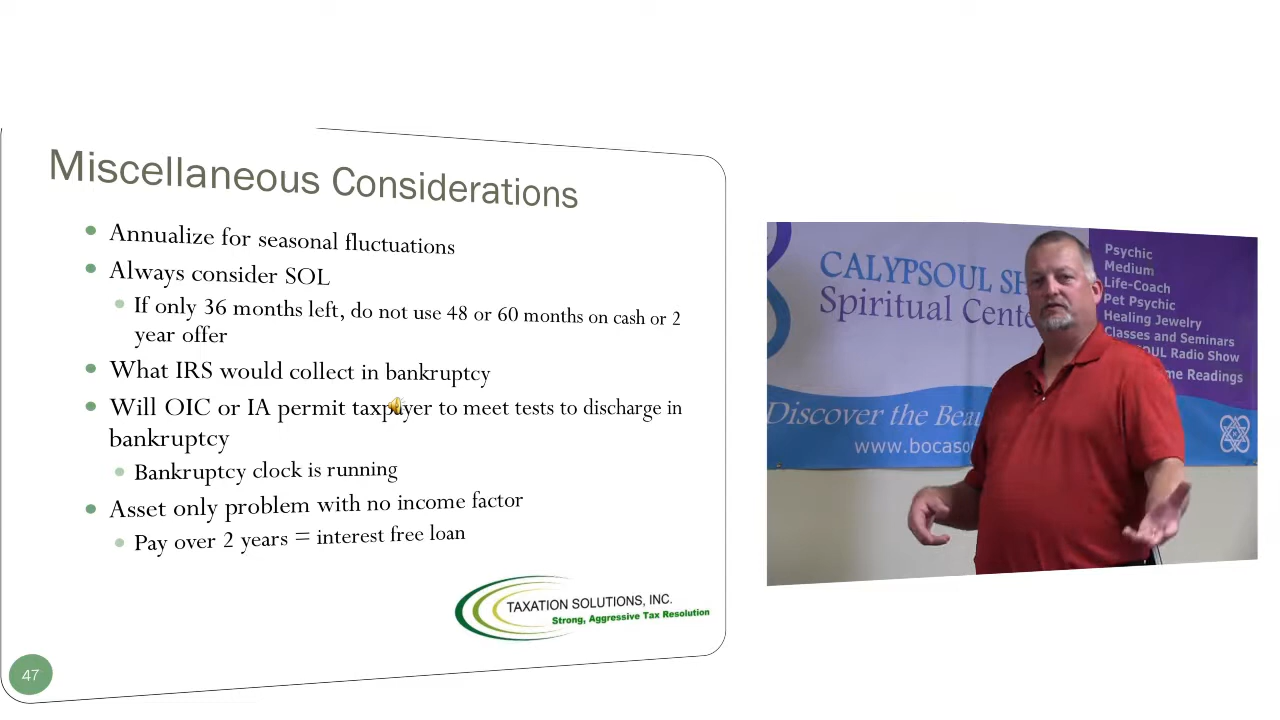 Miscellaneous Considerations
Annualize for seasonal fluctuations
Always consider SOL
If only 36 months left, do not use 48 or 60 months on cash or 2
year offer
What IRS would collect in bankruptcy
Will OIC or IA permit taxpayer to meet tests to discharge in
bankruptcy
Bankruptcy clock is running
Asset only problem with no income factor
Pay over 2 years = interest free loan
TAXATION SOLUTIONS, INC.
Strong, Aggressive Tax Resolution
47
CALYPSOUL SH
Spiritual Cente
Discover the Beau
www.bocaso
Psychic
Medium
Life-Coach
Pet Psychic
Healing Jewelry
Classes and Seminars
OUL Radio Show
me Readings